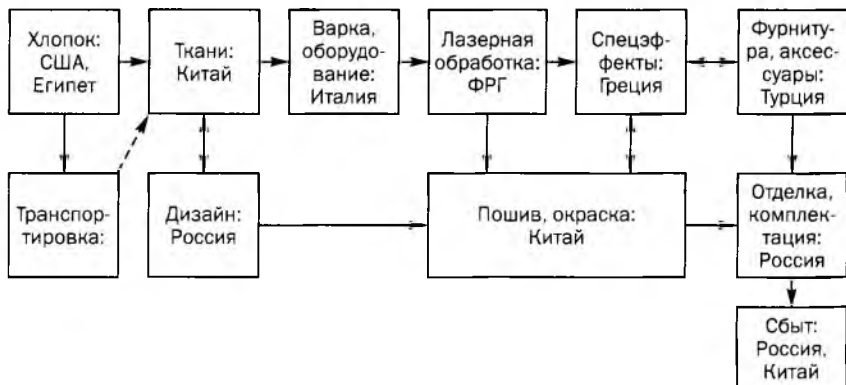 Хлопок:
США,
Египет
Ткани:
Китай
Варка,
оборудо-
вание:
Италия
Лазерная
обработка:
ФРГ
Спецэф-
фекты:
Греция
Фурниту-
ра, аксес-
суары:
Турция
Транспор-
тировка:
Дизайн:
Россия
Пошив, окраска:
Китай
Отделка,
комплек-
тация:
Россия
Сбыт:
Россия,
Китай